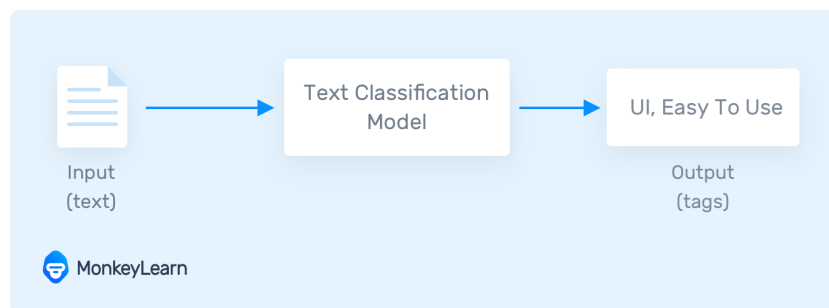 Text Classification
Model
UI, Easy To Use
Input
(text)
Output
(tags)
MonkeyLearn